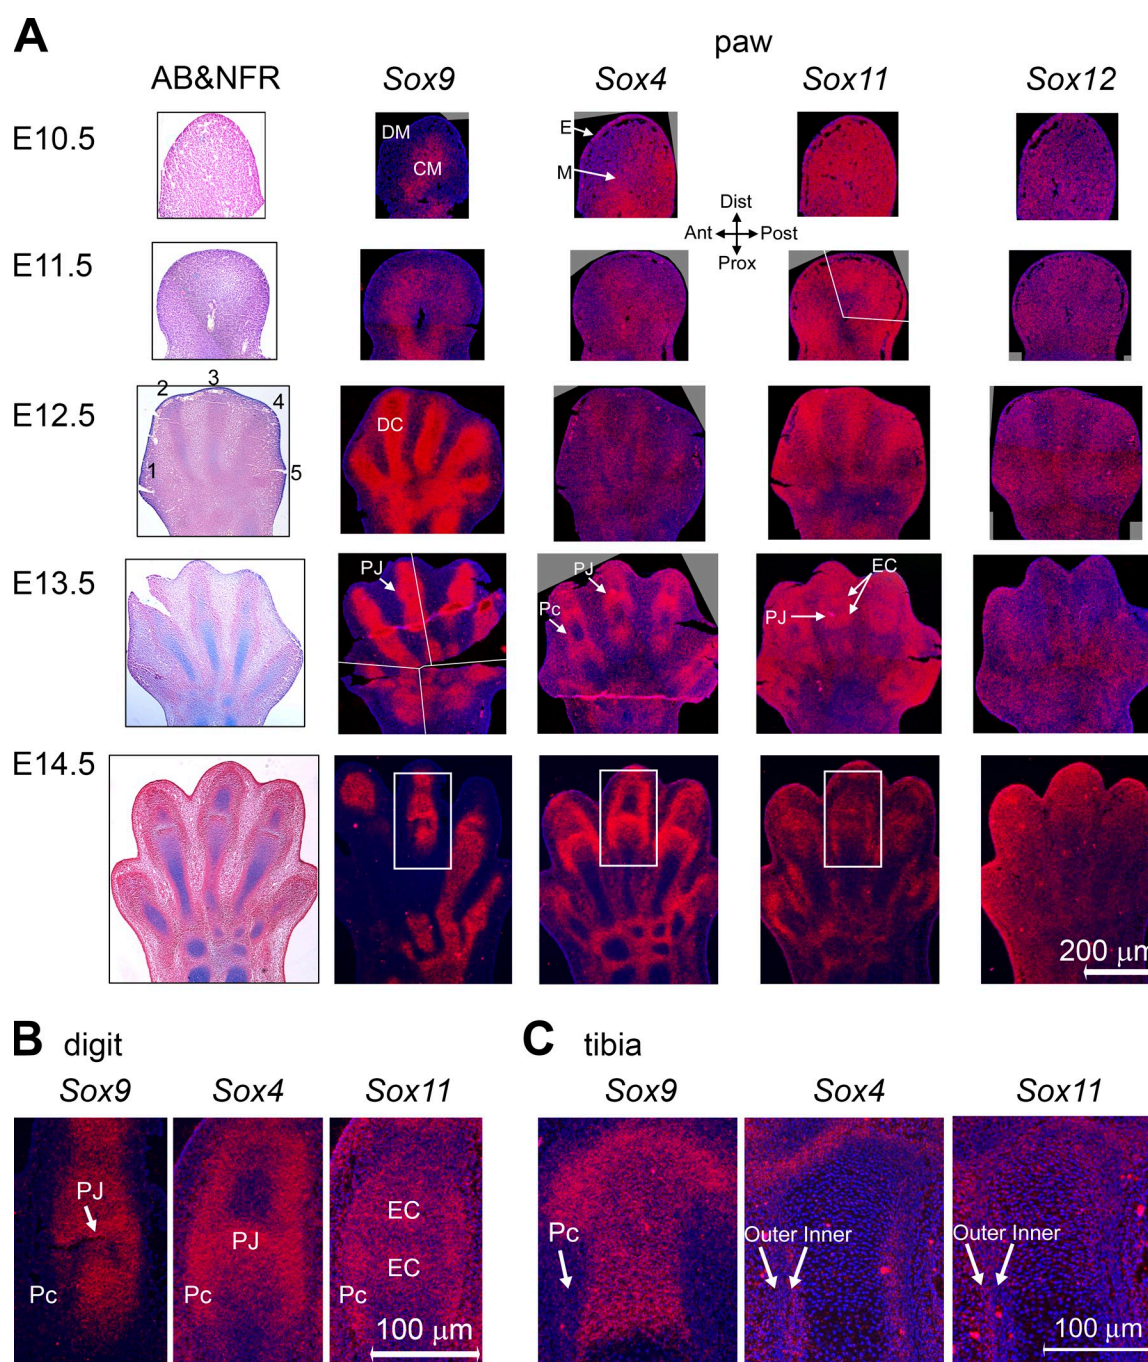 A
paw
AB&NFR Sox9 Sox4 Sox11 Sox12
E10.5
DM
CM
E
M
Dist
Ant Post
Prox
E11.5
E12.5
1 2 3 4 5
DC
E13.5
PJ
PJ
Pc
EC
PJ
E14.5
200 μm
B digit
Sox9 Sox4 Sox11
PJ
Pc
PJ
EC
EC
Pc
100 μm
C tibia
Sox9 Sox4 Sox11
Pc
Outer Inner
Outer Inner
100 μm